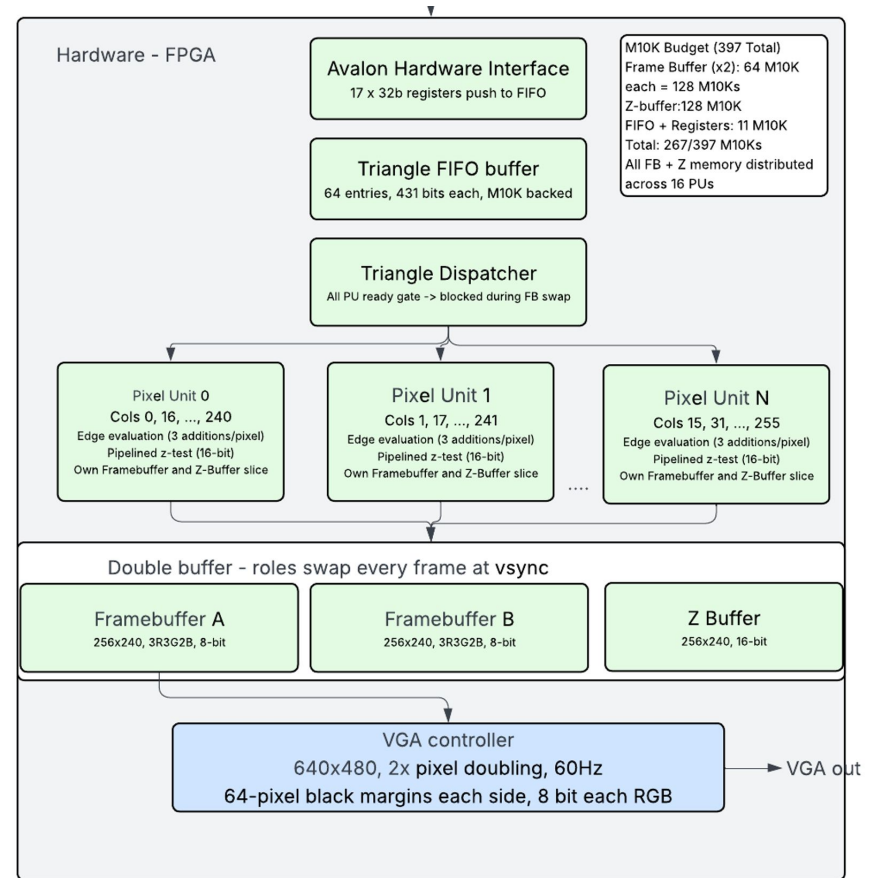 Hardware - FPGA
Avalon Hardware Interface
17 x 32b registers push to FIFO
M10K Budget (397 Total)
Frame Buffer (x2): 64 M10K
each = 128 M10Ks
Z-buffer:128 M10K
FIFO + Registers: 11 M10K
Total: 267/397 M10Ks
All FB + Z memory distributed
across 16 PUs
Triangle FIFO buffer
64 entries, 431 bits each, M10K backed
Triangle Dispatcher
All PU ready gate -> blocked during FB swap
Pixel Unit 0
Cols 0, 16, ..., 240
Edge evaluation (3 additions/pixel)
Pipelined z-test (16-bit)
Own Framebuffer and Z-Buffer slice
Pixel Unit 1
Cols 1, 17, ..., 241
Edge evaluation (3 additions/pixel)
Pipelined z-test (16-bit)
Own Framebuffer and Z-Buffer slice
....
Pixel Unit N
Cols 15, 31, ..., 255
Edge evaluation (3 additions/pixel)
Pipelined z-test (16-bit)
Own Framebuffer and Z-Buffer slice
Double buffer - roles swap every frame at vsync
Framebuffer A
256x240, 3R3G2B, 8-bit
Framebuffer B
256x240, 3R3G2B, 8-bit
Z Buffer
256x240, 16-bit
VGA controller
640x480, 2x pixel doubling, 60Hz
64-pixel black margins each side, 8 bit each RGB
VGA out